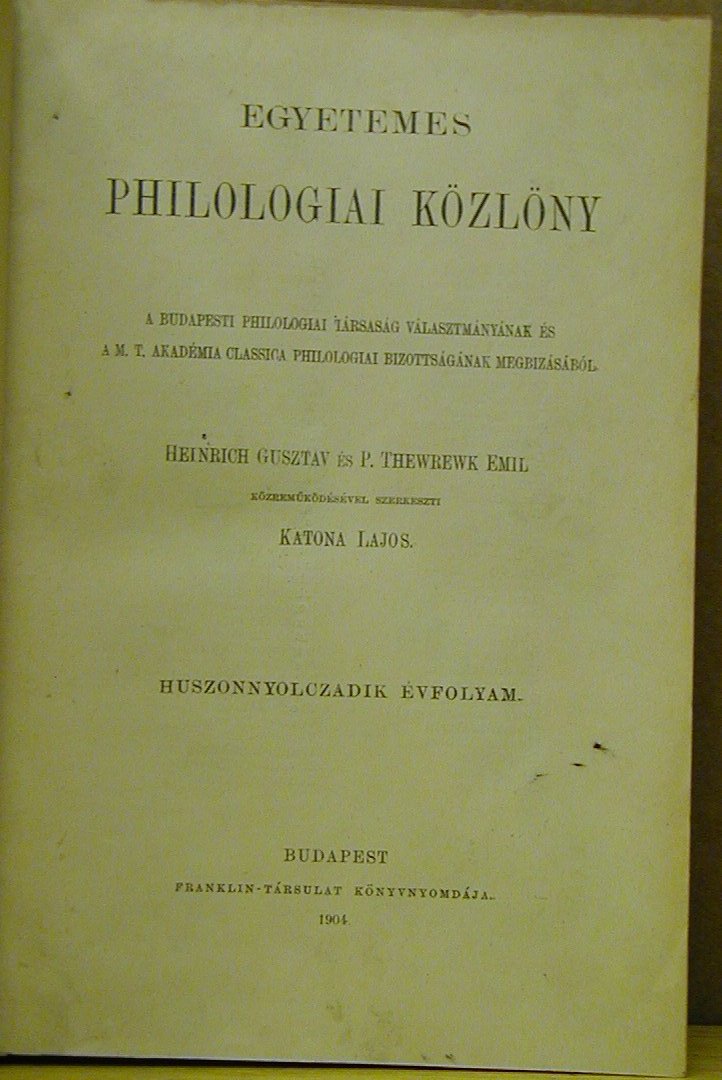 EGYETEMES
PHILOLOGIAI KÖZLÖNY
A BUDAPESTI PHILOLOGIAI TÁRSASÁG VÁLASZTMÁNYÁNAK ÉS
A M. T. AKADÉMIA CLASSICA PHILOLOGIAI BIZOTTSÁGÁNAK MEGBIZÁSÁBÓL.
HEINRICH GUSZTAV ÉS P. THEWREWK EMIL
KÖZREMŰKÖDÉSÉVEL SZERKESZTI
KATONA LAJOS.
HUSZONNYOLCZADIK ÉVFOLYAM.
BUDAPEST
FRANKLIN-TÁRSULAT KÖNYVNYOMDÁJA.
1904.